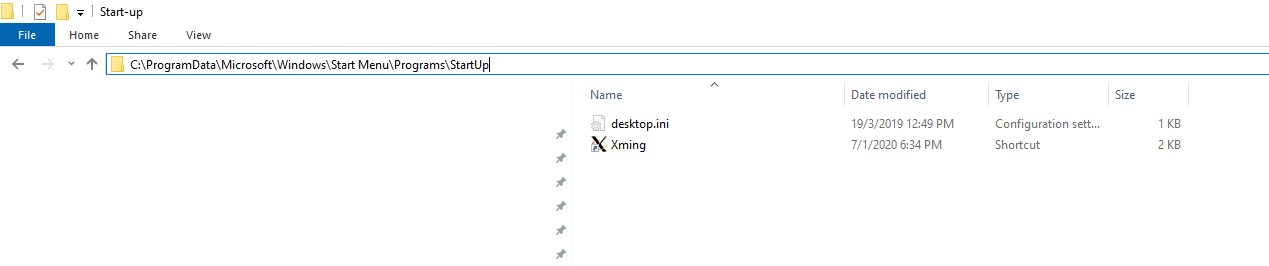 Start-up
File Home Share View
C:\ProgramData\Microsoft\Windows\Start Menu\Programs\StartUp
Name Date modified Type Size
desktop.ini 19/3/2019 12:49 PM Configuration sett... 1 KB
Xming 7/1/2020 6:34 PM Shortcut 2 KB